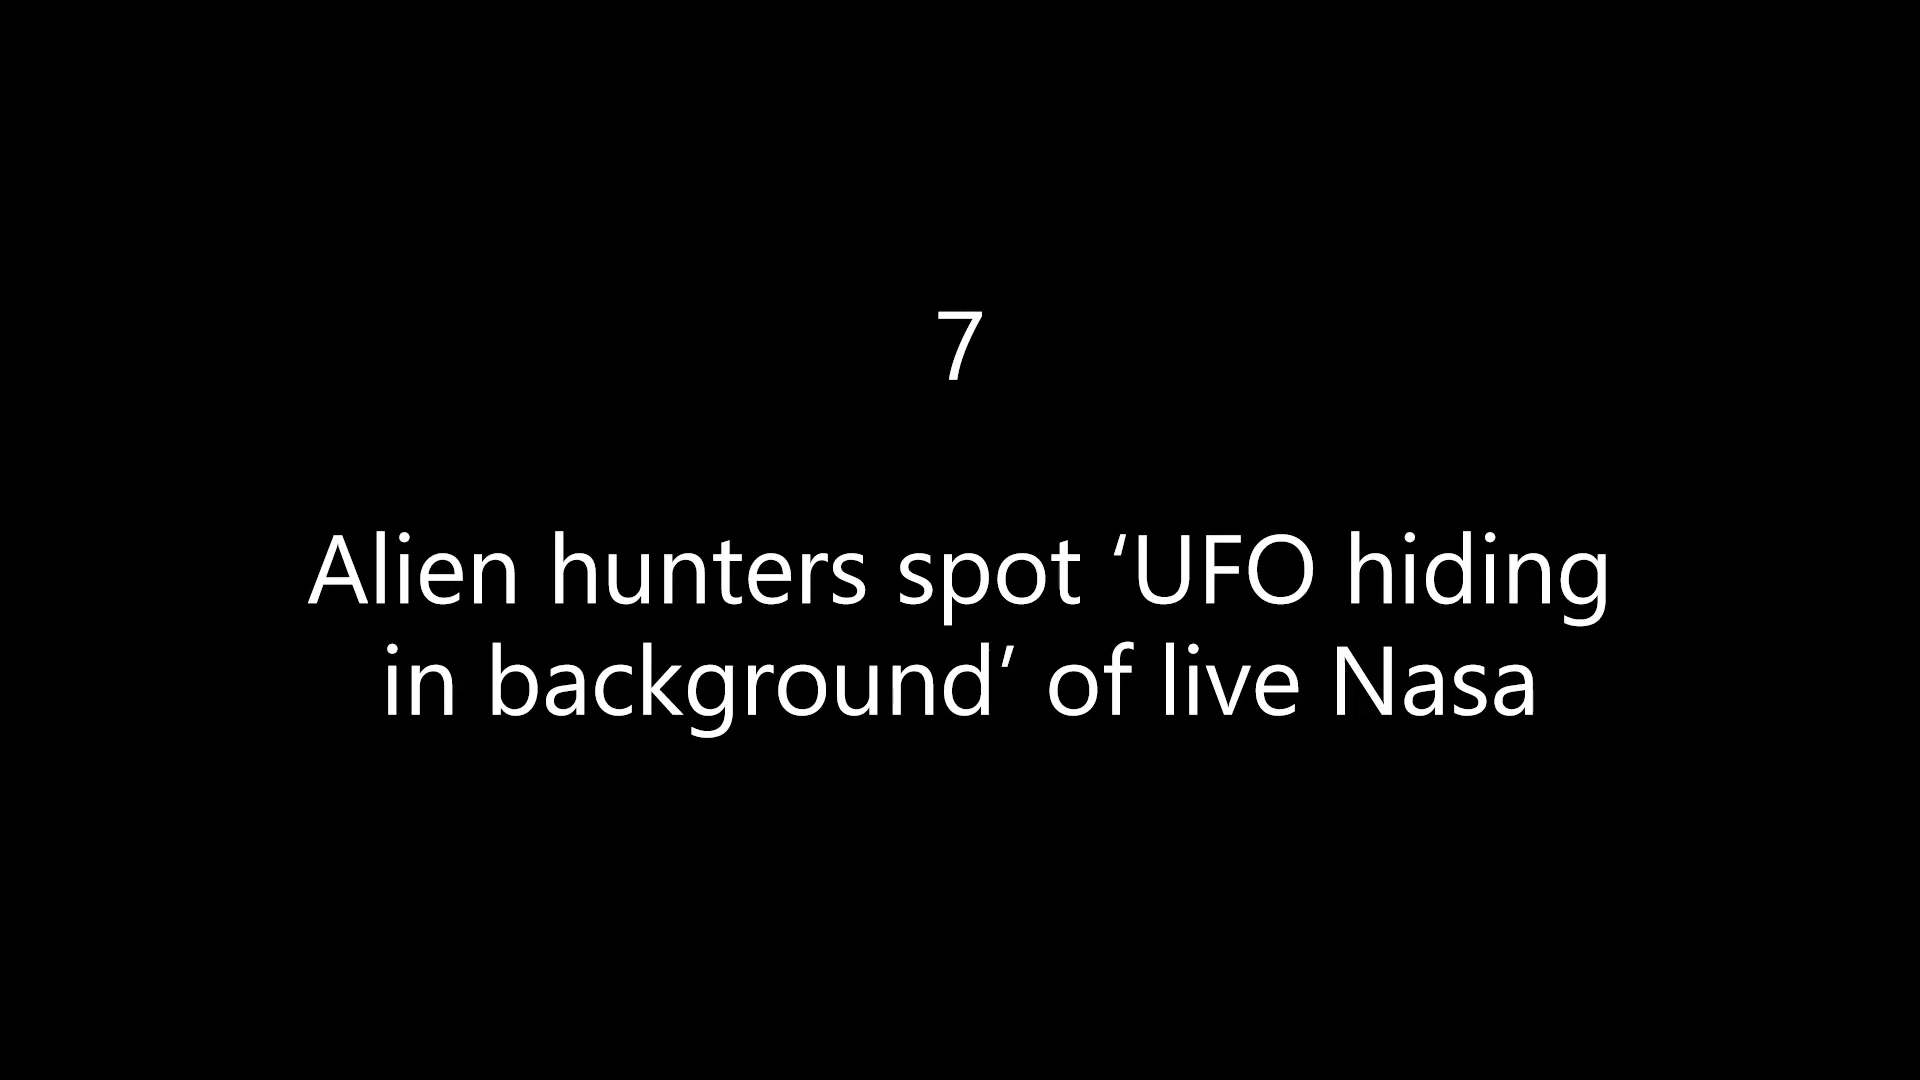 7
Alien hunters spot ‘UFO hiding
in background’ of live Nasa